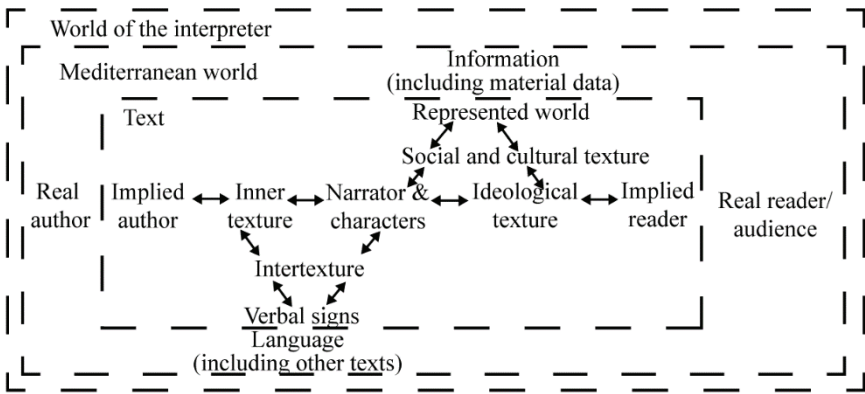 World of the interpreter
Mediterranean world
Information
(including material data)
Text
Represented world
Social and cultural texture
Real
author
Implied
author
Inner
texture
Narrator &
characters
Ideological
texture
Implied
reader
Real reader/
audience
Intertexture
Verbal signs
Language
(including other texts)